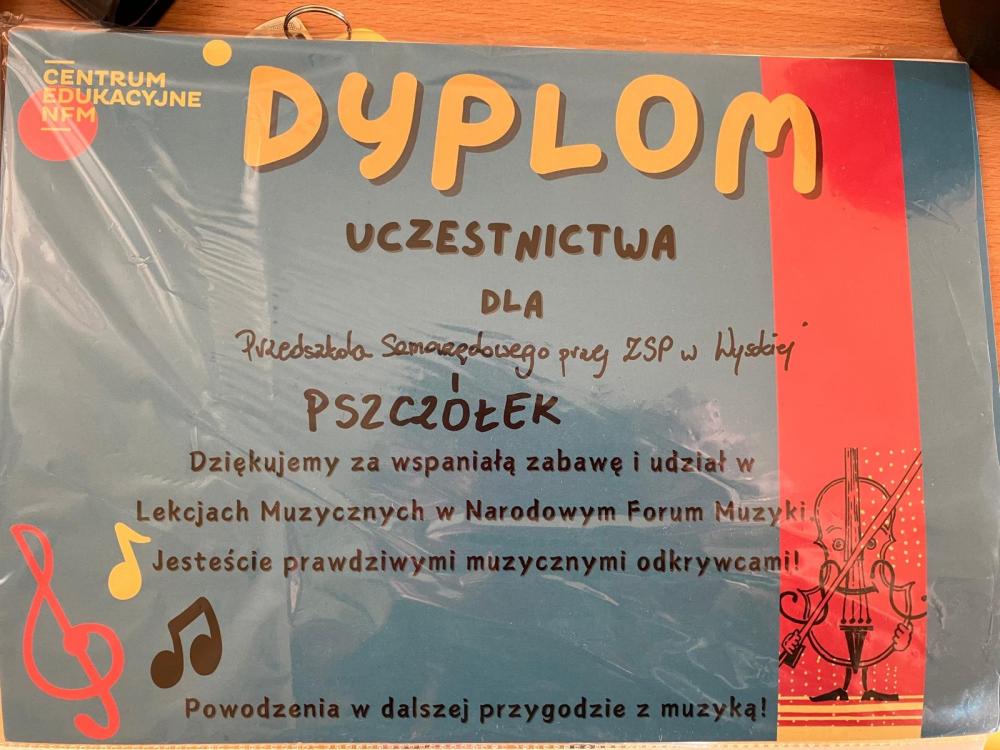 CENTRUM
EDUKACYJNE
NFM
DYPLOM
UCZESTNICTWA
DLA
Przedszkola Samorządowego przy ZSP w Wysokiej
PSZCZÓŁEK
Dziękujemy za wspaniałą zabawę i udział w
Lekcjach Muzycznych w Narodowym Forum Muzyki.
Jesteście prawdziwymi muzycznymi odkrywcami!
Powodzenia w dalszej przygodzie z muzyką!